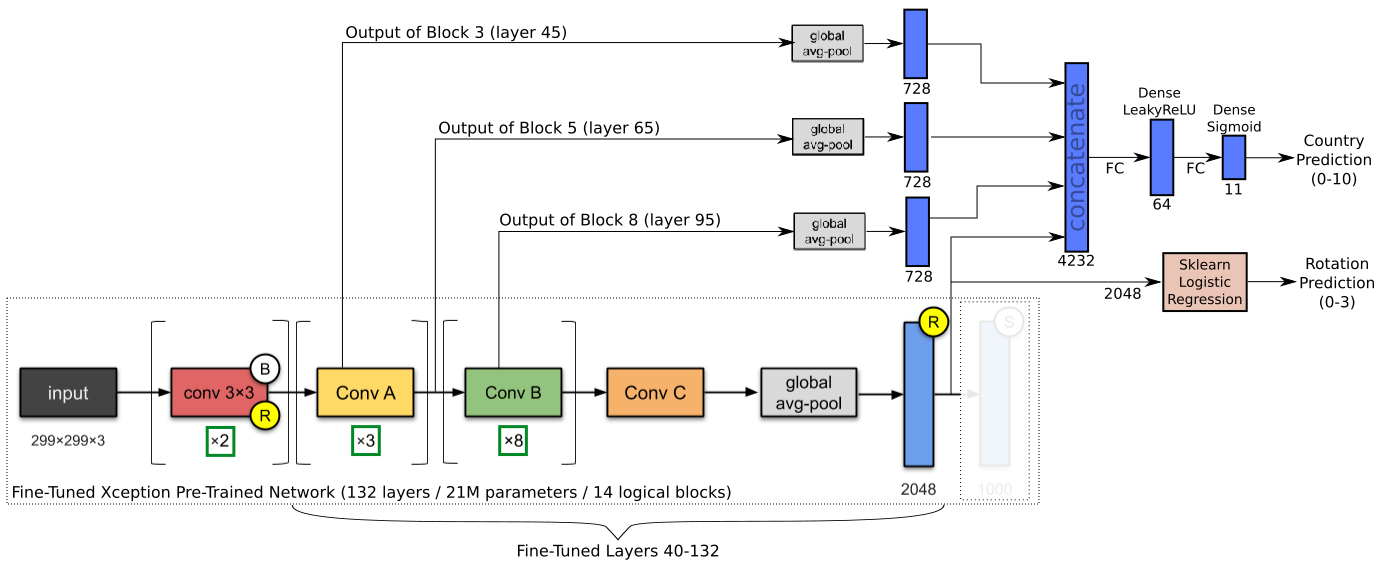 Output of Block 3 (layer 45)
global
avg-pool
728
Output of Block 5 (layer 65)
global
avg-pool
728
Output of Block 8 (layer 95)
global
avg-pool
728
concatenate
4232
FC
Dense
LeakyReLU
64
FC
Dense
Sigmoid
11
Country
Prediction
(0-10)
2048
Sklearn
Logistic
Regression
Rotation
Prediction
(0-3)
input
299×299×3
conv 3×3
B
R
×2
Conv A
×3
Conv B
×8
Conv C
global
avg-pool
R
2048
S
1000
Fine-Tuned Xception Pre-Trained Network (132 layers / 21M parameters / 14 logical blocks)
Fine-Tuned Layers 40-132